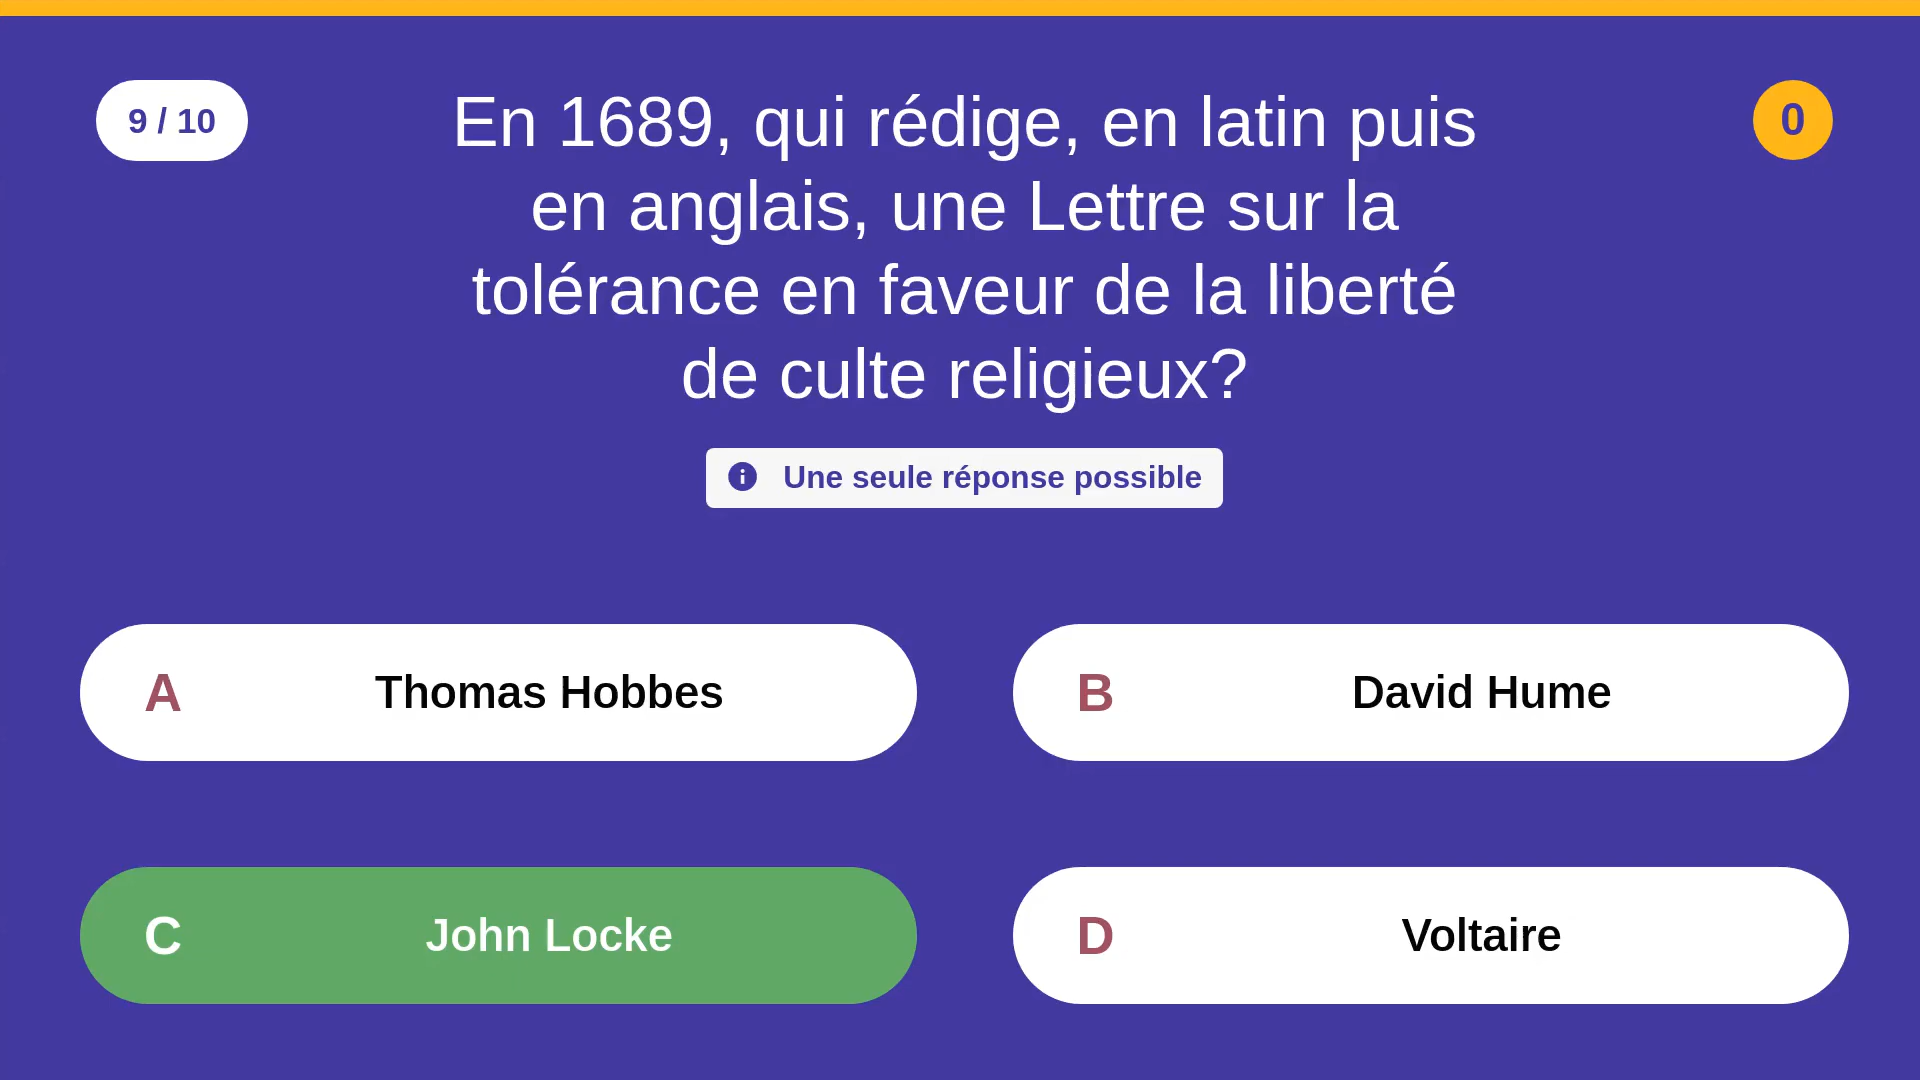 9 / 10
En 1689, qui rédige, en latin puis
en anglais, une Lettre sur la
tolérance en faveur de la liberté
de culte religieux?
0
Une seule réponse possible
A Thomas Hobbes
B David Hume
C John Locke
D Voltaire